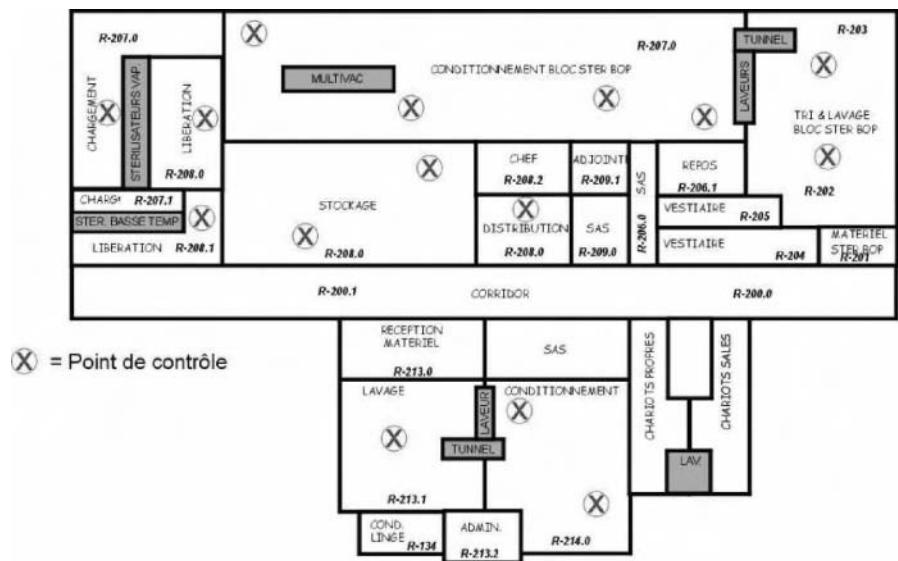 R-207.0
CHARGEMENT
STERILISATEURS VAP.
LIBERATION
R-208.0
CHARGt
R-207.1
STER. BASSE TEMP
LIBERATION
R-208.1
MULTIVAC
CONDITIONNEMENT BLOC STER BOP
R-207.0
TUNNEL
LAVEURS
R-203
TRI & LAVAGE
BLOC STER BOP
R-202
STOCKAGE
R-208.0
CHEF
R-208.2
DISTRIBUTION
R-208.0
ADJOINT
R-209.1
SAS
R-209.0
SAS
R-206.0
REPOS
R-206.1
VESTIAIRE
R-205
VESTIAIRE
R-204
MATERIEL
STER BOP
R-201
R-200.1
CORRIDOR
R-200.0
= Point de contrôle
RECEPTION
MATERIEL
R-213.0
SAS
LAVAGE
R-213.1
LAVEUR
TUNNEL
CONDITIONNEMENT
R-214.0
COND.
LINGE
R-134
ADMIN.
R-213.2
CHARIOTS PROPRES
CHARIOTS SALES
LAV.